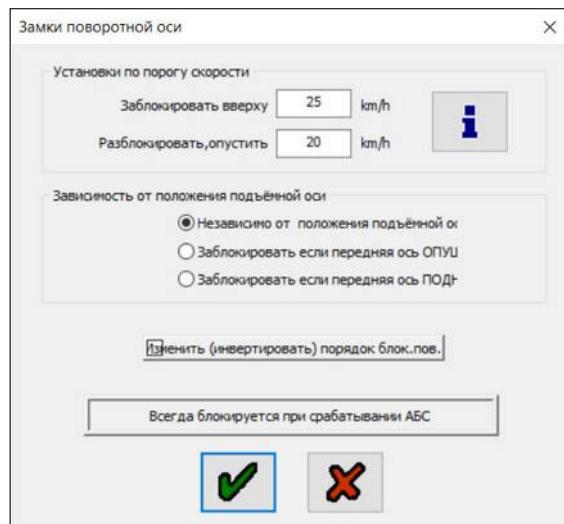 Замки поворотной оси
Установки по порогу скорости
Заблокировать вверху 25 km/h
Разблокировать,опустить 20 km/h
Зависимость от положения подъёмной оси
Независимо от положения подъёмной ос
Заблокировать если передняя ось ОПУЩ
Заблокировать если передняя ось ПОДН
Изменить (инвертировать) порядок блок.пов.
Всегда блокируется при срабатывании АБС